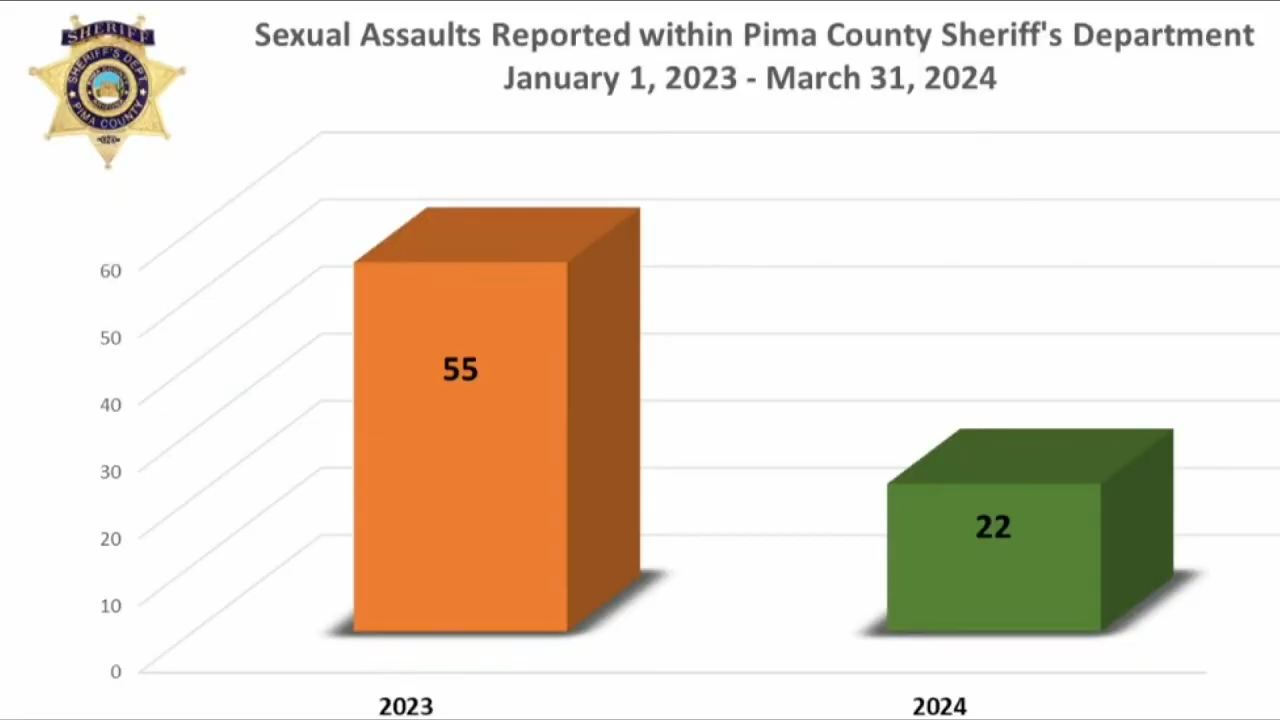 SHERIFF
SHERIFF'S DEPT
PIMA COUNTY
Sexual Assaults Reported within Pima County Sheriff's Department
January 1, 2023 - March 31, 2024
60
50
40
30
20
10
0
55
22
2023
2024